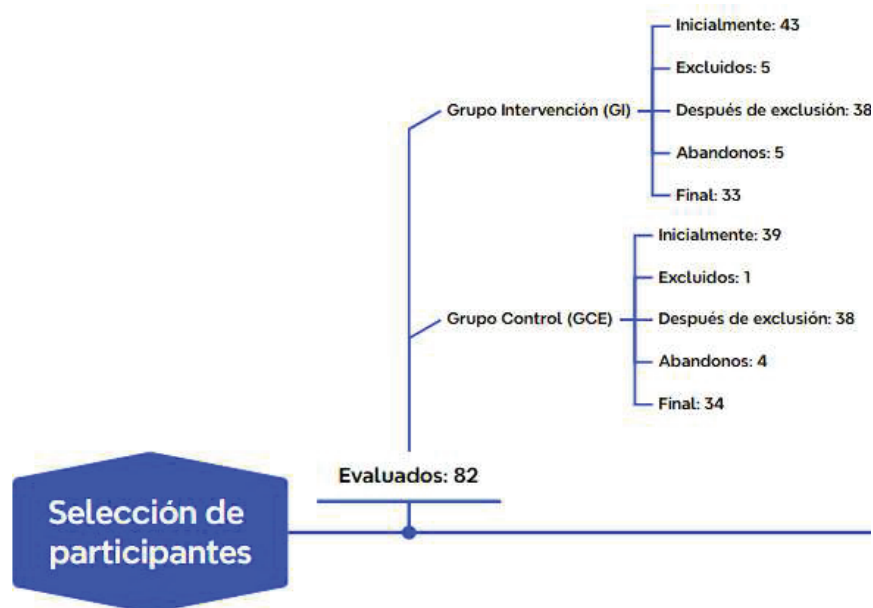 Inicialmente: 43
Excluidos: 5
Grupo Intervención (GI)
Después de exclusión: 38
Abandonos: 5
Final: 33
Inicialmente: 39
Excluidos: 1
Grupo Control (GCE)
Después de exclusión: 38
Abandonos: 4
Final: 34
Evaluados: 82
Selección de
participantes